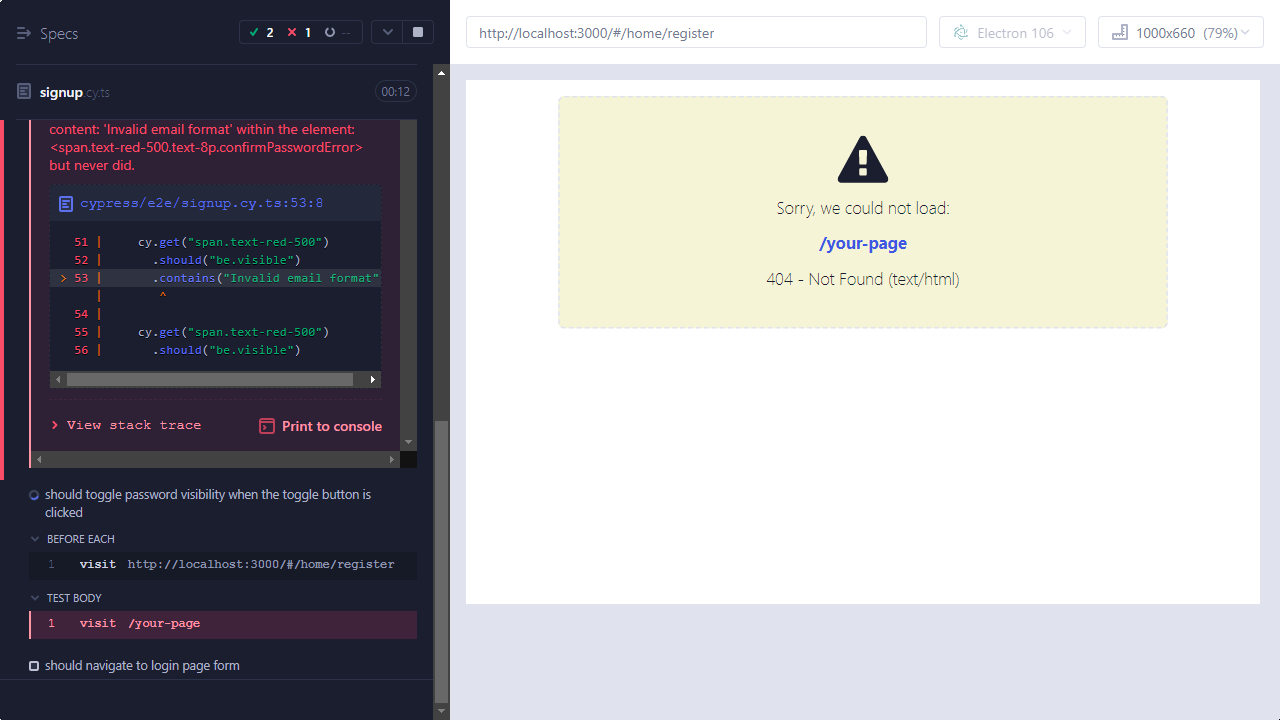 Specs
2
1
--
signup.cy.ts
00:12
content: 'Invalid email format' within the element:
<span.text-red-500.text-8p.confirmPasswordError>
but never did.
cypress/e2e/signup.cy.ts:53:8
51 | cy.get("span.text-red-500")
52 | .should("be.visible")
> 53 | .contains("Invalid email format"
| ^
54 |
55 | cy.get("span.text-red-500")
56 | .should("be.visible")
View stack trace
Print to console
should toggle password visibility when the toggle button is
clicked
BEFORE EACH
1 visit http://localhost:3000/#/home/register
TEST BODY
1 visit /your-page
should navigate to login page form
http://localhost:3000/#/home/register
Electron 106
1000x660 (79%)
Sorry, we could not load:
/your-page
404 - Not Found (text/html)